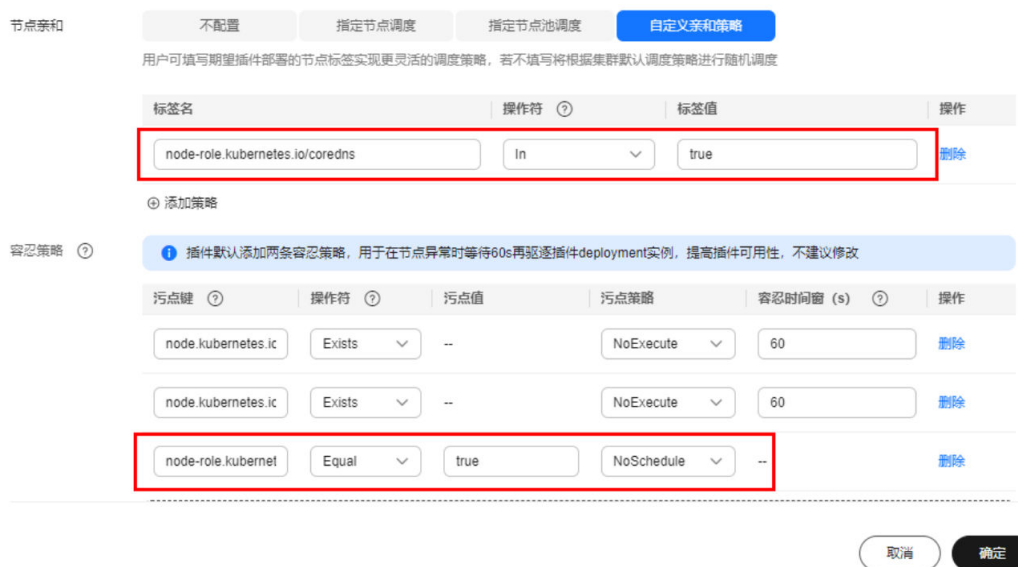 节点亲和 不配置 指定节点调度 指定节点池调度 自定义亲和策略
用户可填写期望插件部署的节点标签实现更灵活的调度策略，若不填写将根据集群默认调度策略进行随机调度
标签名 操作符 ? 标签值 操作
node-role.kubernetes.io/coredns In true 删除
添加策略
容忍策略 ? 插件默认添加两条容忍策略，用于在节点异常时等待60s再驱逐插件deployment实例，提高插件可用性，不建议修改
污点键 ? 操作符 ? 污点值 污点策略 容忍时间窗 (s) ? 操作
node.kubernetes.ic Exists -- NoExecute 60 删除
node.kubernetes.ic Exists -- NoExecute 60 删除
node-role.kubernet Equal true NoSchedule -- 删除
取消 确定